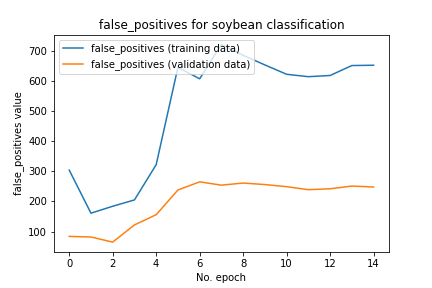 false_positives for soybean classification
false_positives (training data)
false_positives (validation data)
false_positives value
700
600
500
400
300
200
100
0 2 4 6 8 10 12 14
No. epoch